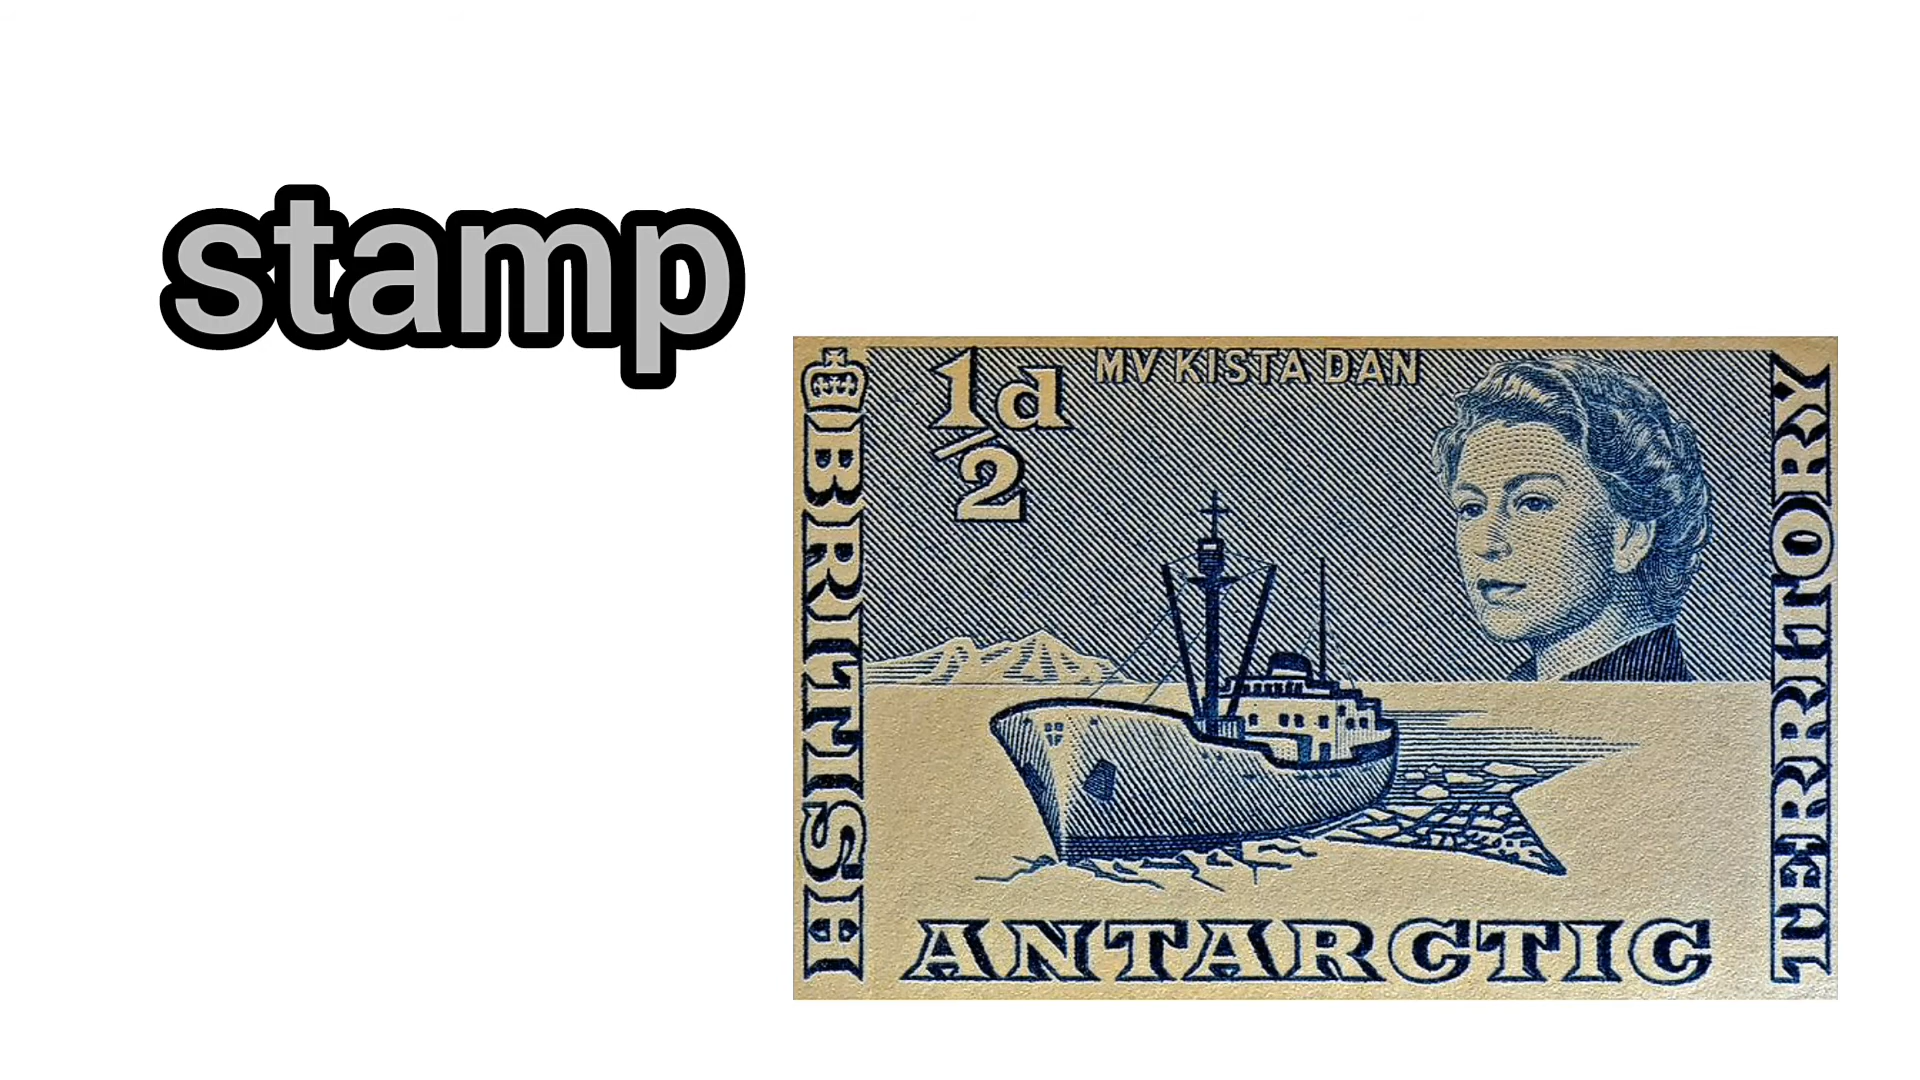 stamp
1/2d
MV KISTA DAN
BRITISH
ANTARCTIC
TERRITORY